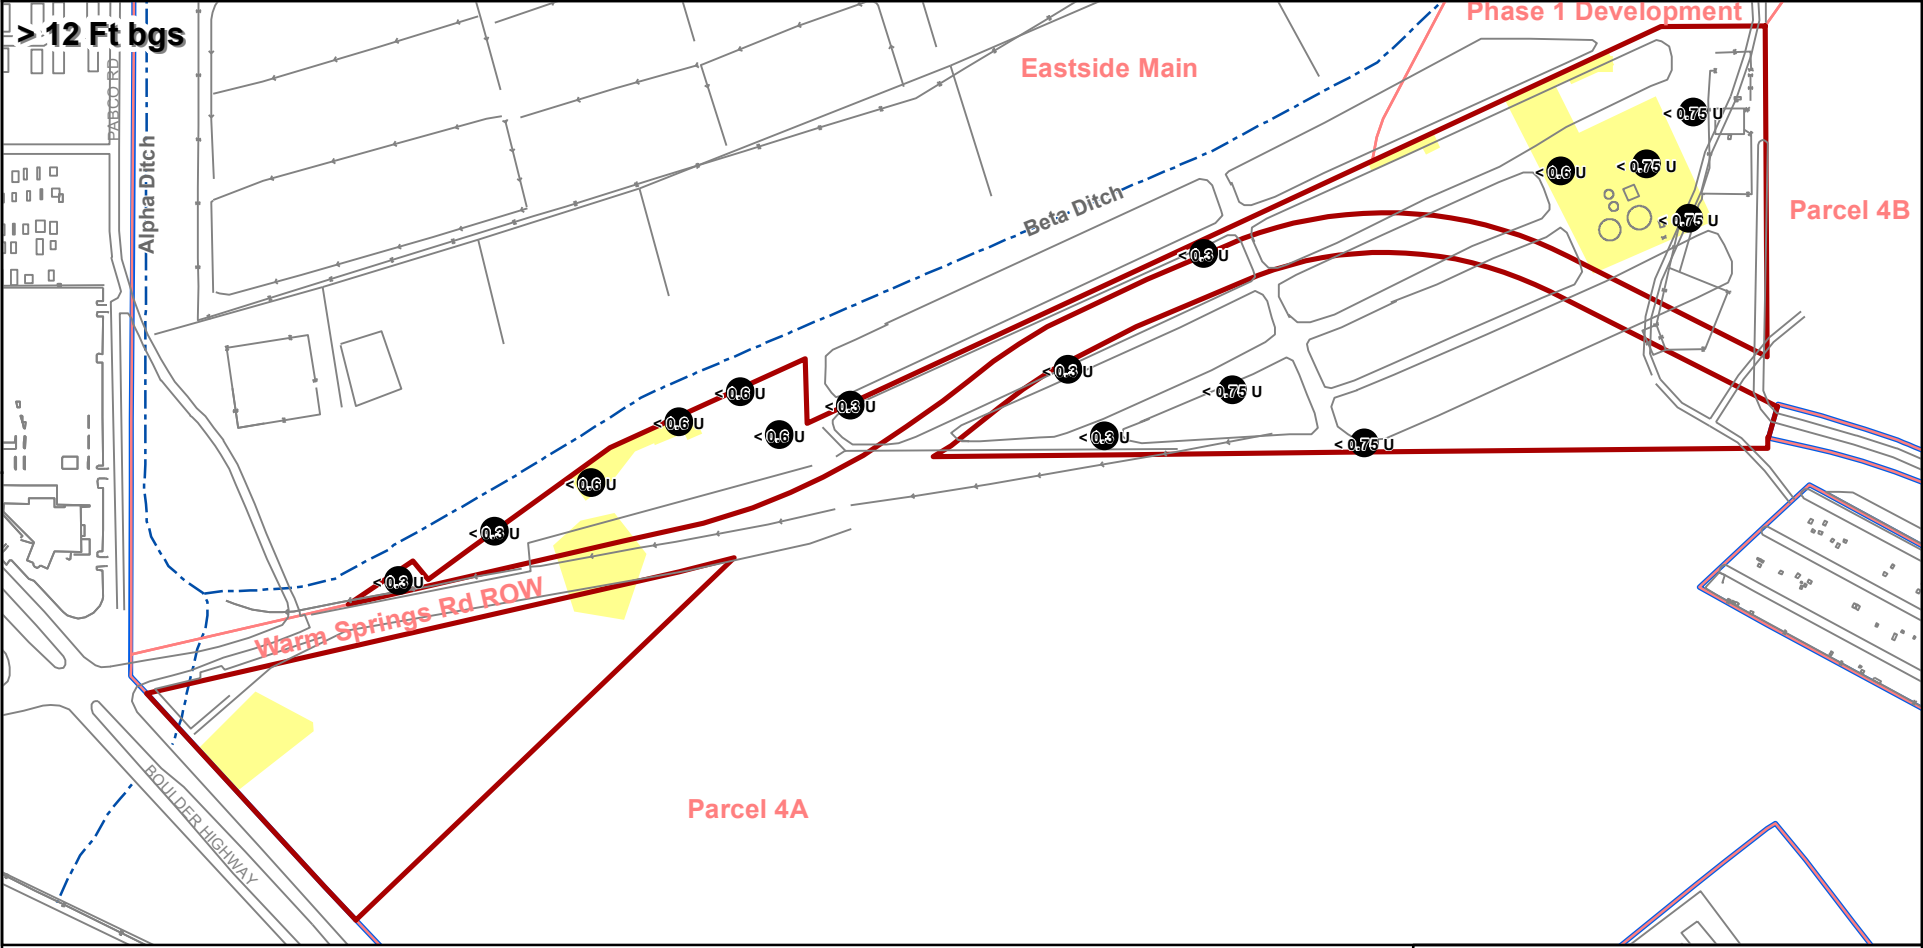 > 12 Ft bgs
Phase 1 Development
Eastside Main
PABCO RD
Alpha Ditch
Beta Ditch
Parcel 4B
< 0.75 U
< 0.6 U
< 0.75 U
< 0.75 U
< 0.3 U
< 0.3 U
< 0.75 U
< 0.6 U
< 0.3 U
< 0.6 U
< 0.6 U
< 0.3 U
< 0.75 U
< 0.6 U
< 0.3 U
< 0.3 U
Warm Springs Rd ROW
BOULDER HIGHWAY
Parcel 4A